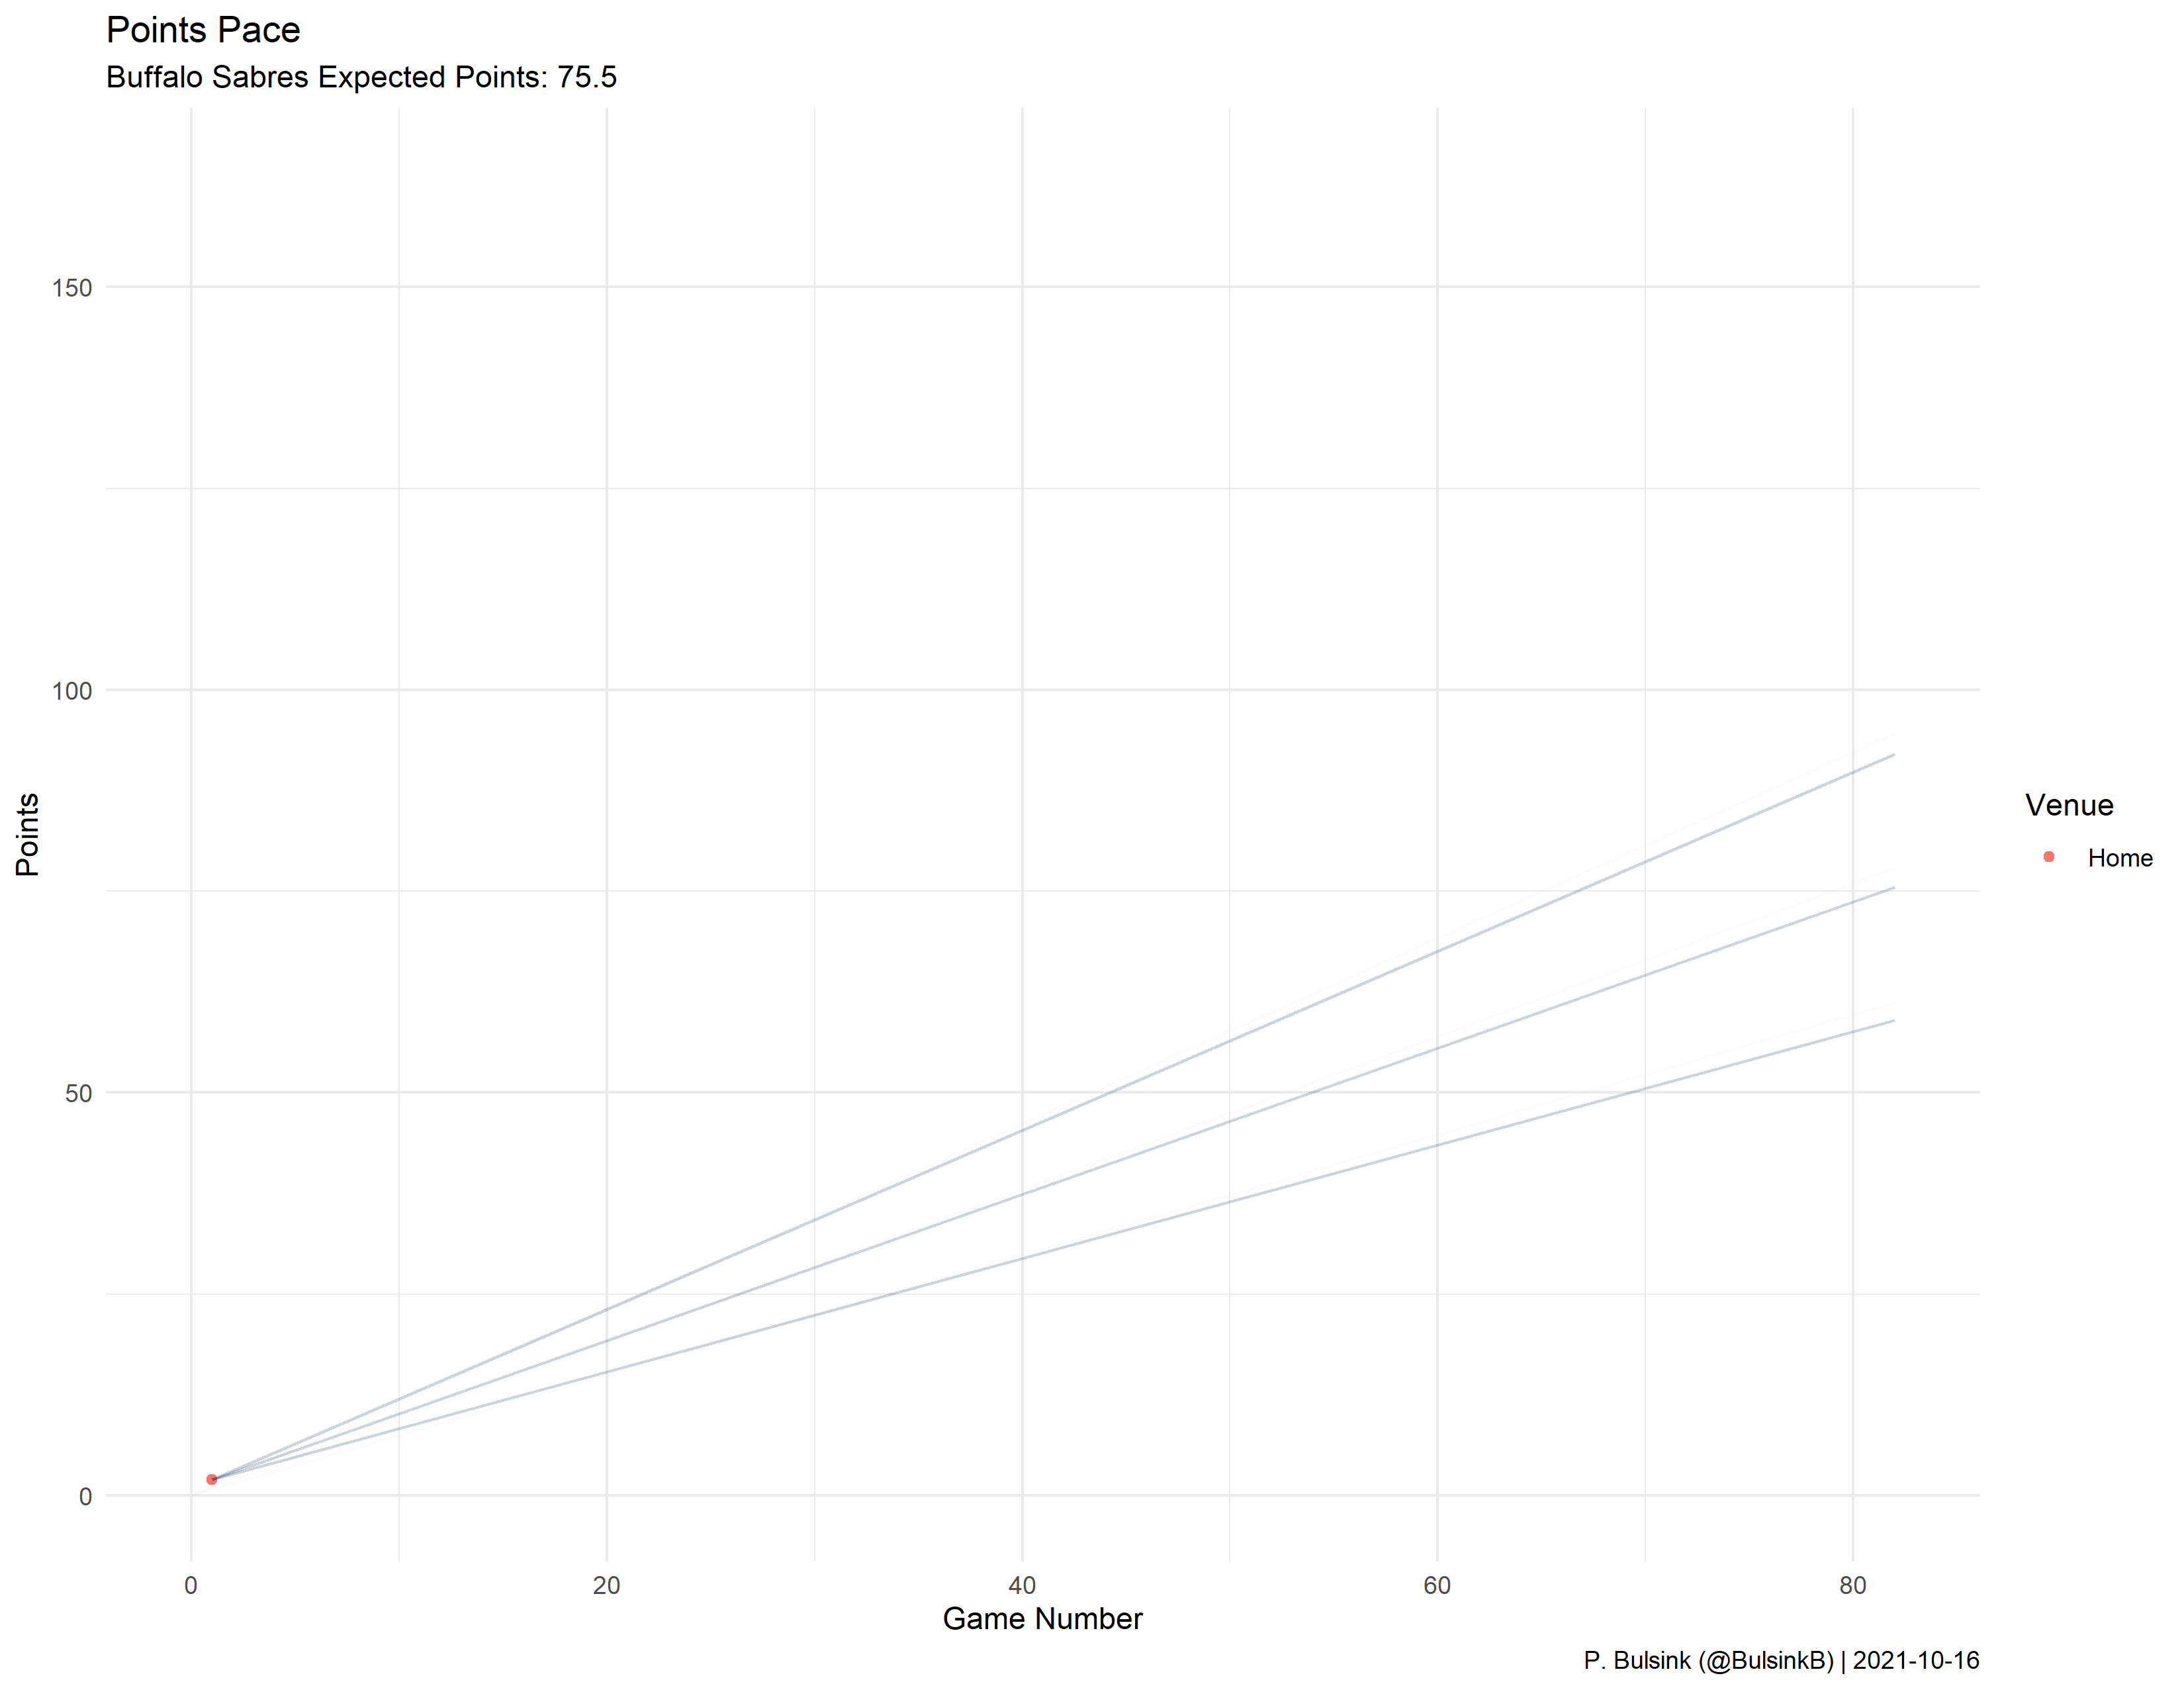 Points Pace
Buffalo Sabres Expected Points: 75.5
150
100
50
0
Points
0 20 40 60 80
Game Number
Venue
Home
P. Bulsink (@BulsinkB) | 2021-10-16